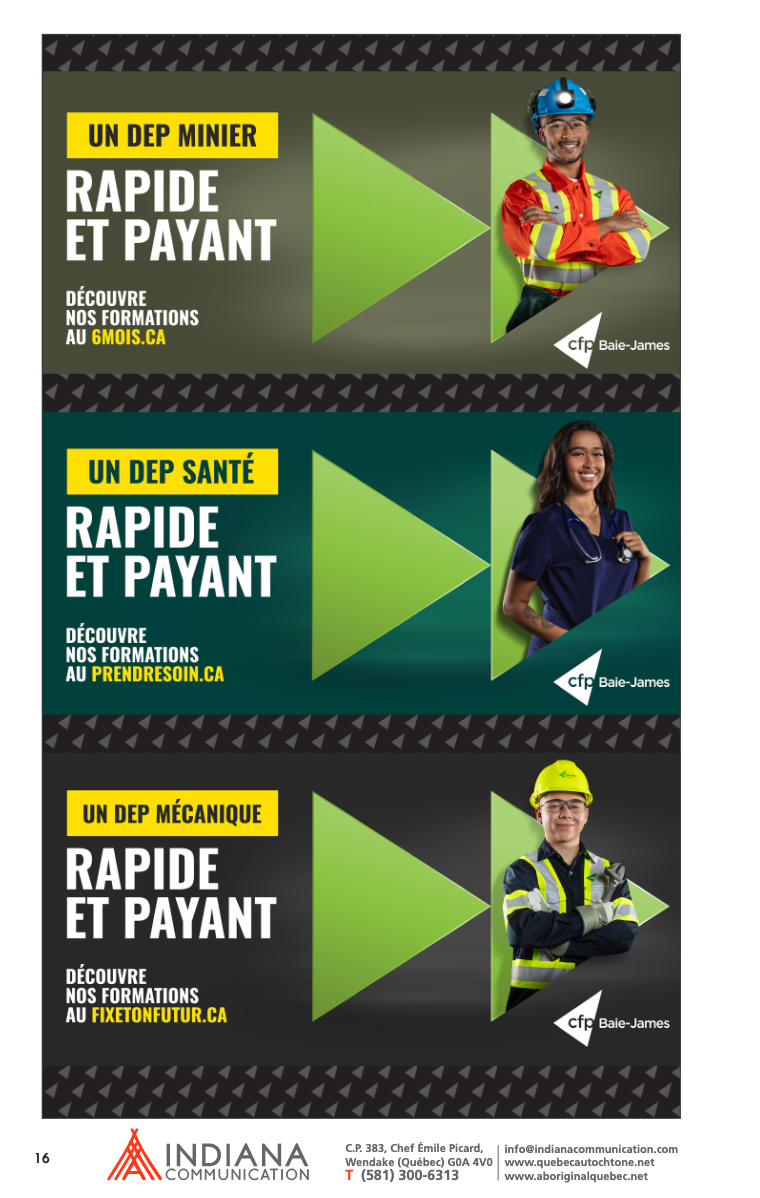 UN DEP MINIER
RAPIDE
ET PAYANT
DÉCOUVRE
NOS FORMATIONS
AU 6MOIS.CA
cfp Baie-James
UN DEP SANTÉ
RAPIDE
ET PAYANT
DÉCOUVRE
NOS FORMATIONS
AU PRENDRESOIN.CA
cfp Baie-James
UN DEP MÉCANIQUE
RAPIDE
ET PAYANT
DÉCOUVRE
NOS FORMATIONS
AU FIXETONFUTUR.CA
cfp Baie-James
16
INDIANA
COMMUNICATION
C.P. 383, Chef Émile Picard,
Wendake (Québec) G0A 4V0
T (581) 300-6313
info@indianacommunication.com
www.quebecautochtone.net
www.aboriginalquebec.net